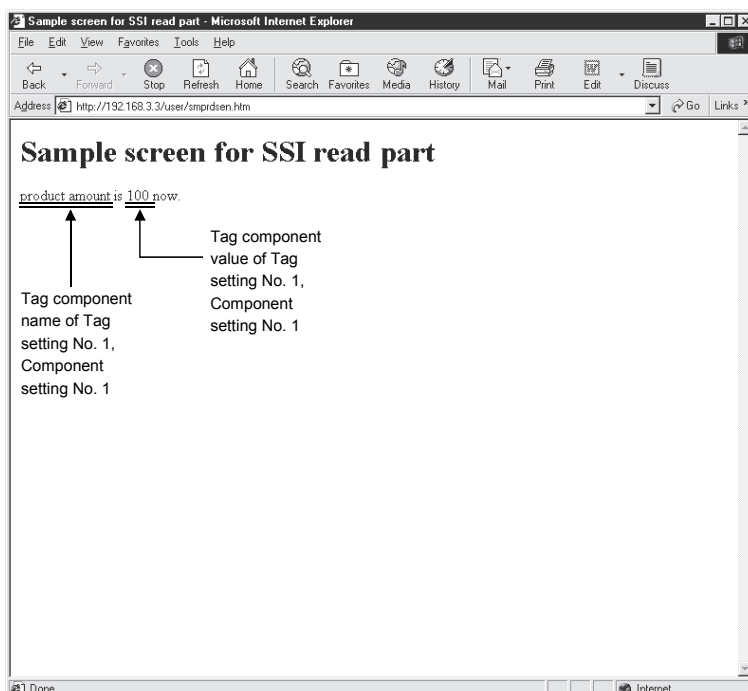 Sample screen for SSI read part - Microsoft Internet Explorer
File Edit View Favorites Tools Help
Back Forward Stop Refresh Home Search Favorites Media History Mail Print Edit Discuss
Address http://192.168.3.3/user/smprdsen.htm Go Links »
Sample screen for SSI read part
product amount is 100 now.
Tag component
value of Tag
setting No. 1,
Component
setting No. 1
Tag component
name of Tag
setting No. 1,
Component
setting No. 1
Done Internet